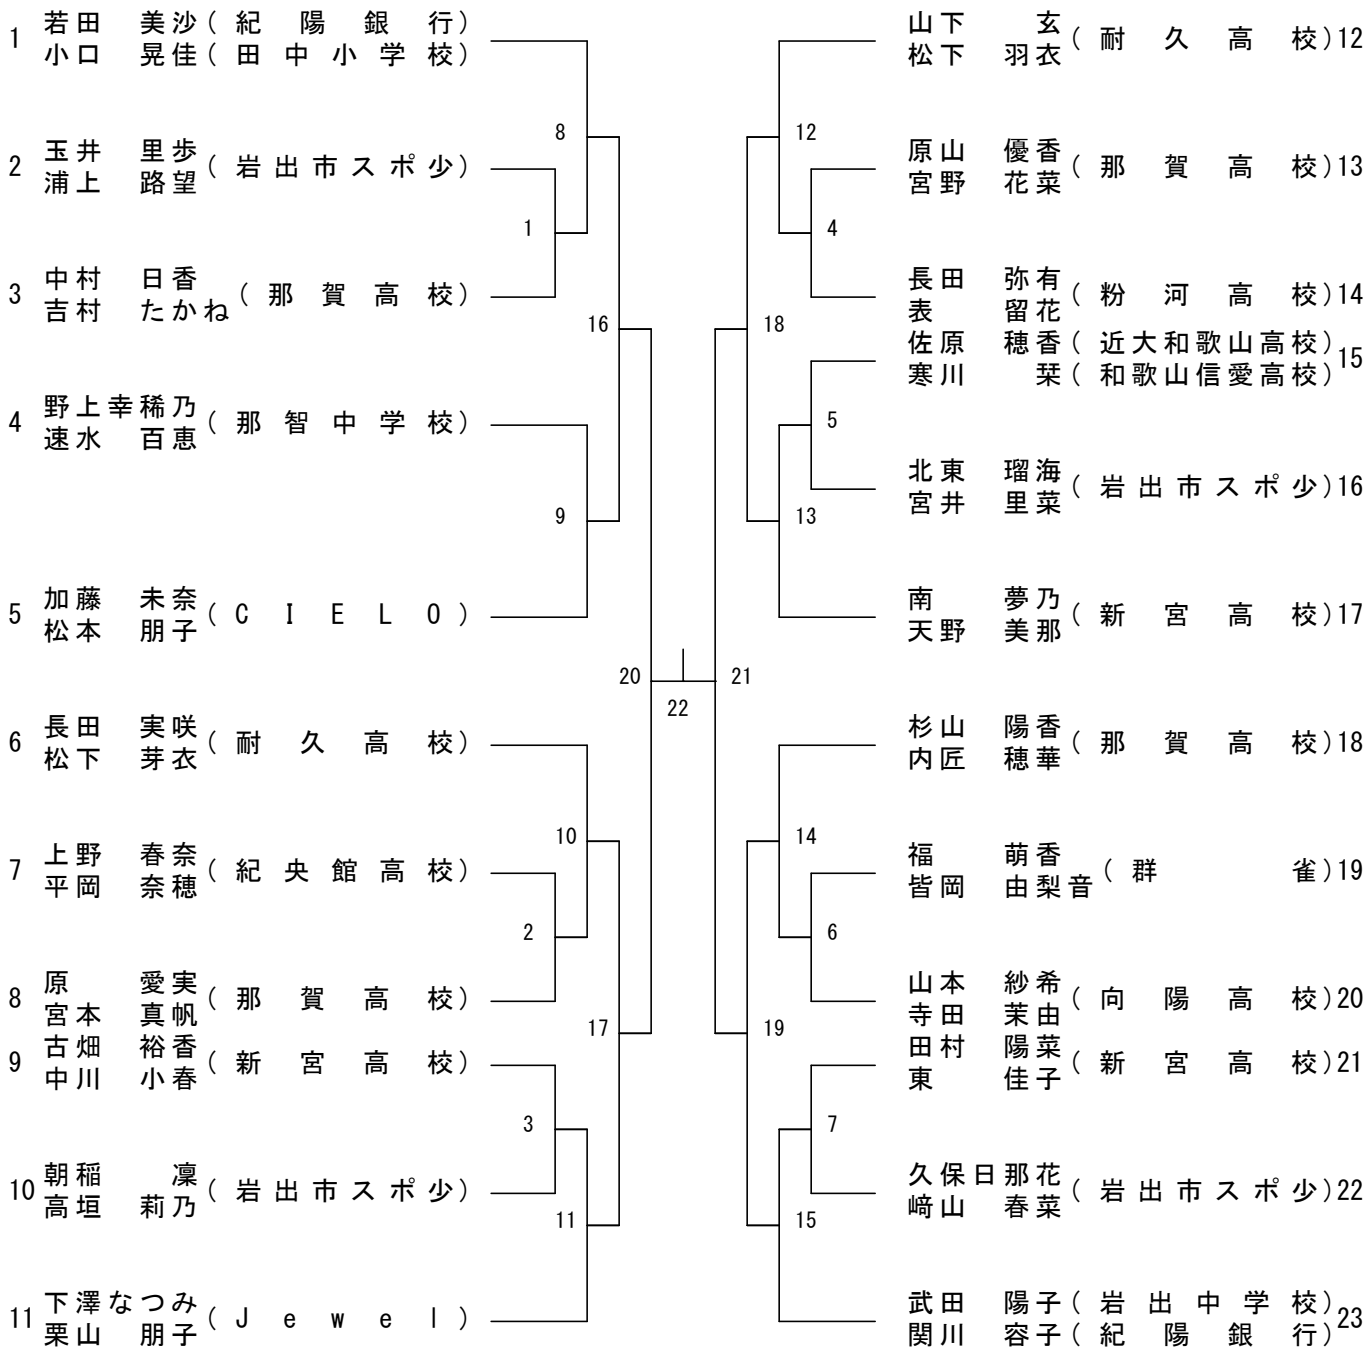 1 若田 美沙(紀陽銀行)
小口 晃佳(田中小学校)
2 玉井 里歩
浦上 路望(岩出市スポ少)
3 中村 日香
吉村 たかね(那賀高校)
4 野上幸稀乃
速水 百恵(那智中学校)
5 加藤 未奈
松本 朋子(CIELO)
6 長田 実咲
松下 芽衣(耐久高校)
7 上野 春奈
平岡 奈穂(紀央館高校)
8 原 愛実
宮本 真帆(那賀高校)
9 古畑 裕香
中川 小春(新宮高校)
10 朝稲 凜
高垣 莉乃(岩出市スポ少)
11 下澤なつみ
栗山 朋子(Jewel)
8
1
16
9
20
10
2
17
3
11
22
12
4
18
5
13
21
14
6
19
7
15
山下 玄
松下 羽衣(耐久高校)12
原山 優香
宮野 花菜(那賀高校)13
長田 弥有
表 留花(粉河高校)14
佐原 穂香(近大和歌山高校)
寒川 栞(和歌山信愛高校)15
北東 瑠海
宮井 里菜(岩出市スポ少)16
南 夢乃
天野 美那(新宮高校)17
杉山 陽香
内匠 穂華(那賀高校)18
福 萌香
皆岡 由梨音(群雀)19
山本 紗希
寺田 茉由(向陽高校)20
田村 陽菜
東 佳子(新宮高校)21
久保日那花
﨑山 春菜(岩出市スポ少)22
武田 陽子(岩出中学校)
関川 容子(紀陽銀行)23